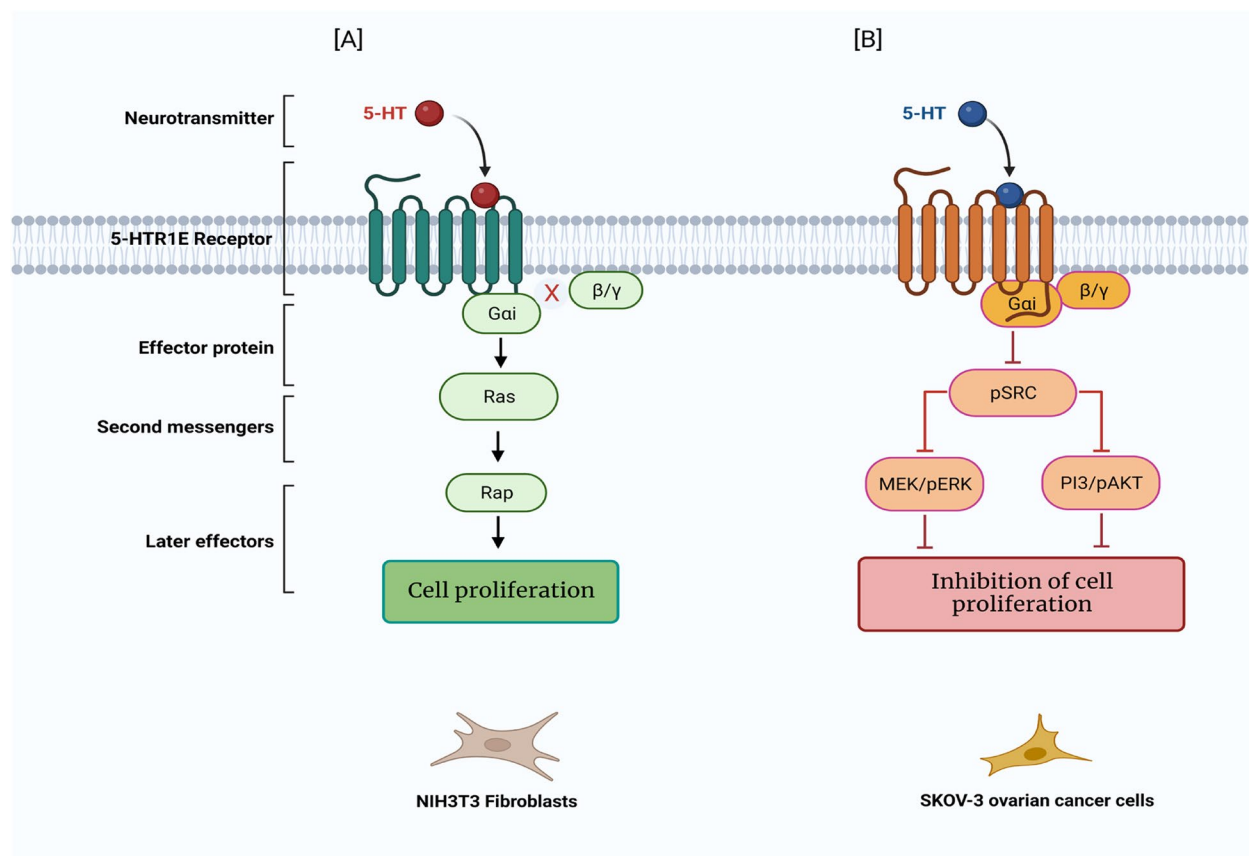 [A]
[B]
Neurotransmitter
5-HT
5-HT
5-HTR1E Receptor
X
β/γ
β/γ
Gαi
Gαi
Effector protein
Ras
pSRC
Second messengers
Rap
MEK/pERK
PI3/pAKT
Later effectors
Cell proliferation
Inhibition of cell
proliferation
NIH3T3 Fibroblasts
SKOV-3 ovarian cancer cells